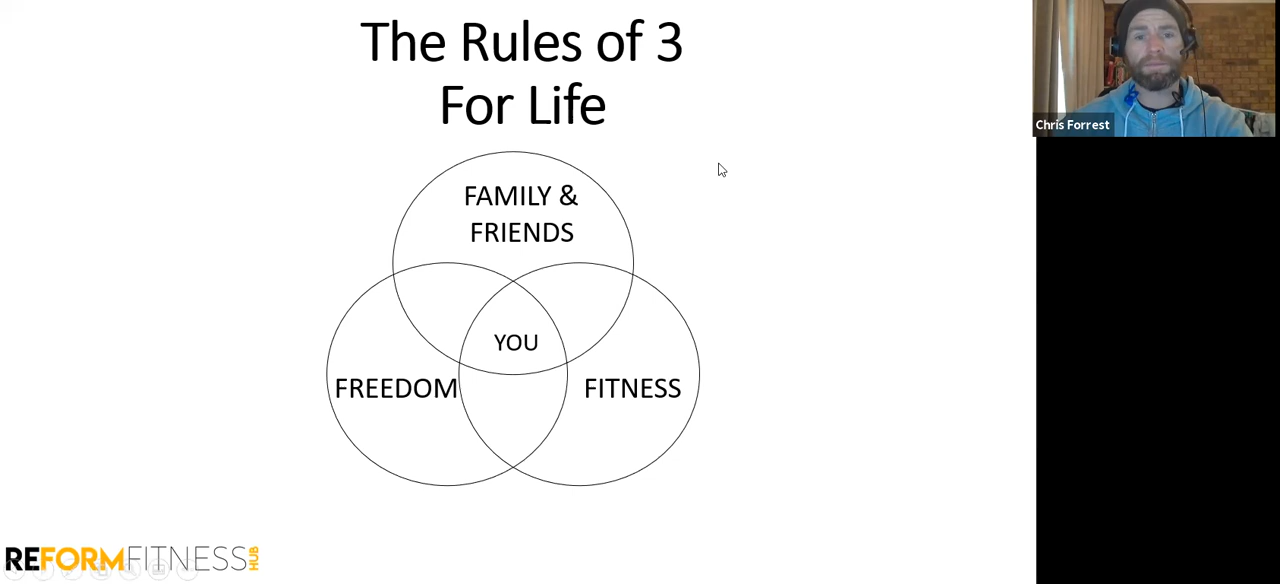 The Rules of 3
For Life
FAMILY &
FRIENDS
YOU
FREEDOM
FITNESS
Chris Forrest
REFORMFITNESS
HUB